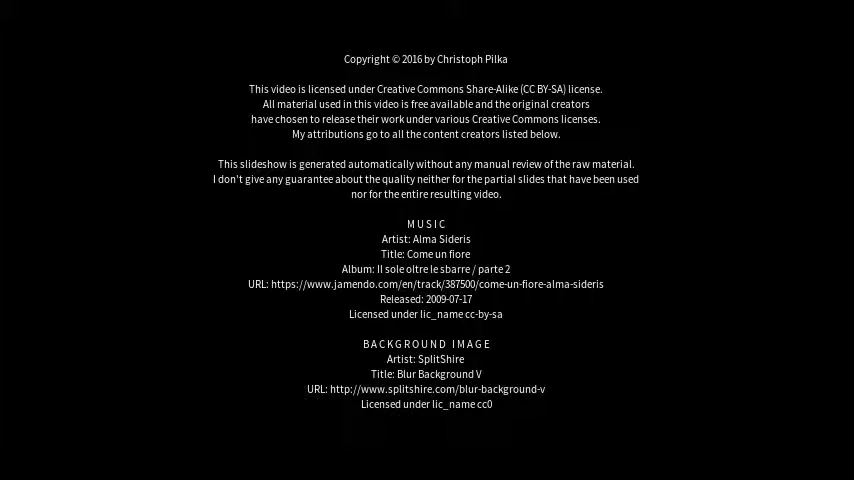 Copyright © 2016 by Christoph Pilka
This video is licensed under Creative Commons Share-Alike (CC BY-SA) license.
All material used in this video is free available and the original creators
have chosen to release their work under various Creative Commons licenses.
My attributions go to all the content creators listed below.
This slideshow is generated automatically without any manual review of the raw material.
I don't give any guarantee about the quality neither for the partial slides that have been used
nor for the entire resulting video.
MUSIC
Artist: Alma Sideris
Title: Come un fiore
Album: Il sole oltre le sbarre / parte 2
URL: https://www.jamendo.com/en/track/387500/come-un-fiore-alma-sideris
Released: 2009-07-17
Licensed under lic_name cc-by-sa
BACKGROUND IMAGE
Artist: SplitShire
Title: Blur Background V
URL: http://www.splitshire.com/blur-background-v
Licensed under lic_name cc0